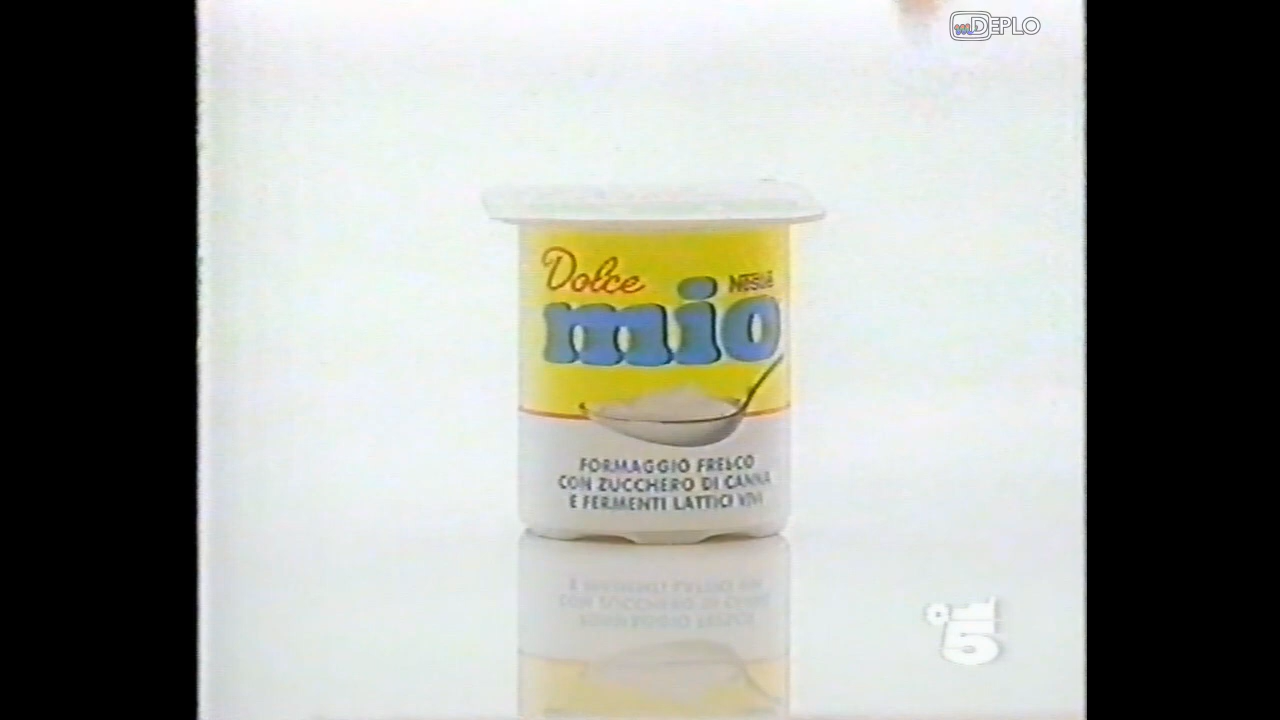 DEPLO
Dolce
Nestlé
mio
FORMAGGIO FRESCO
CON ZUCCHERO DI CANNA
E FERMENTI LATTICI VIVI
5